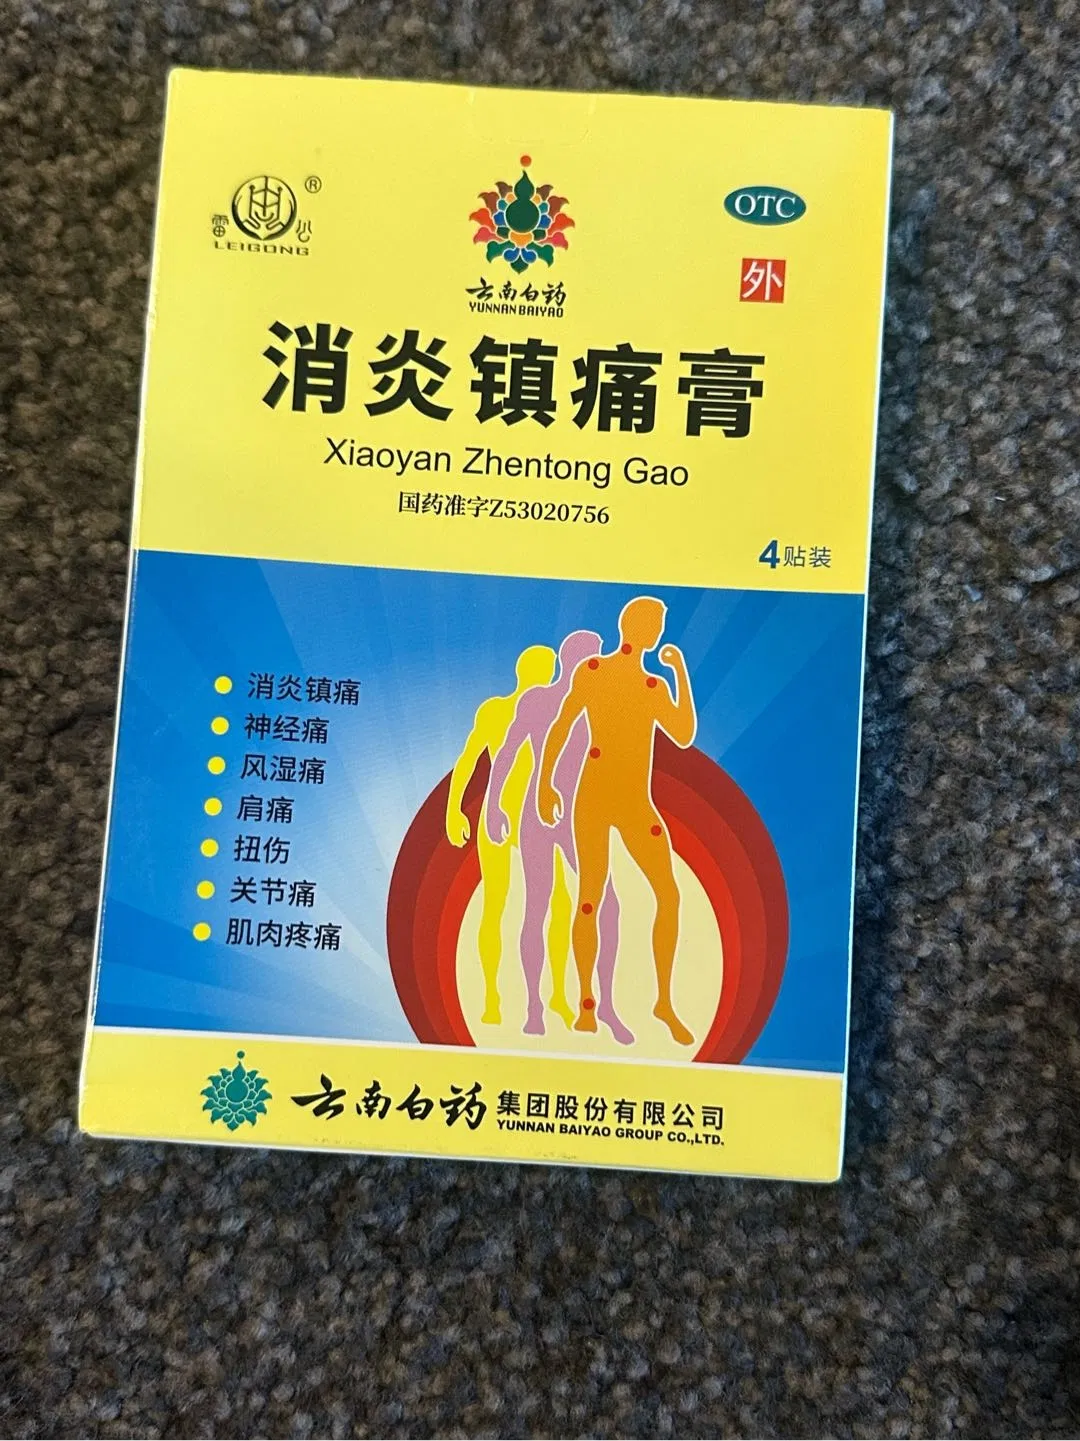 雷公®
LEIGONG
云南白药
YUNNAN BAIYAO
OTC
外
消炎镇痛膏
Xiaoyan Zhentong Gao
国药准字Z53020756
4贴装
消炎镇痛
神经痛
风湿痛
肩痛
扭伤
关节痛
肌肉疼痛
云南白药集团股份有限公司
YUNNAN BAIYAO GROUP CO.,LTD.